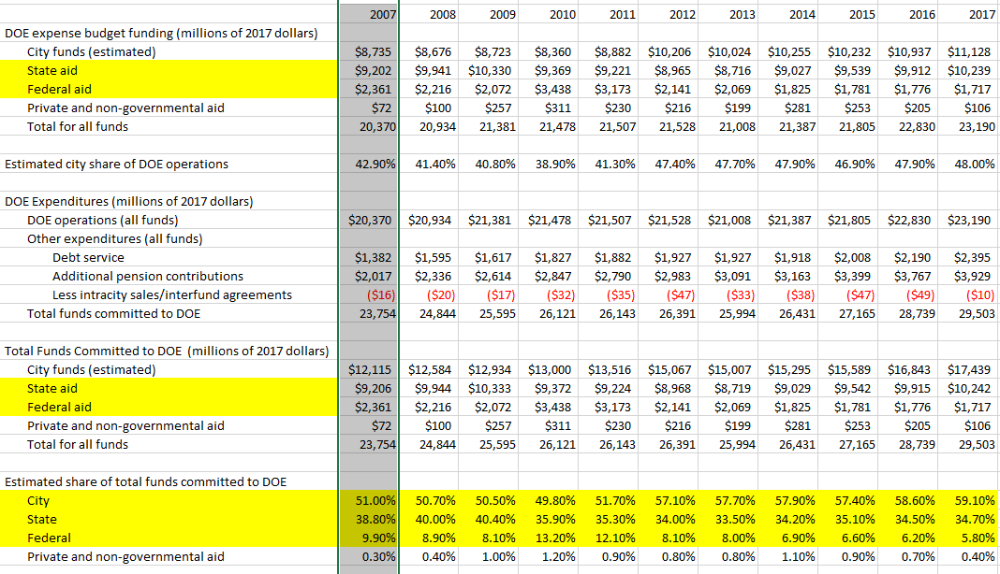 2007 2008 2009 2010 2011 2012 2013 2014 2015 2016 2017
DOE expense budget funding (millions of 2017 dollars)
City funds (estimated) $8,735 $8,676 $8,723 $8,360 $8,882 $10,206 $10,024 $10,255 $10,232 $10,937 $11,128
State aid $9,202 $9,941 $10,330 $9,369 $9,221 $8,965 $8,716 $9,027 $9,539 $9,912 $10,239
Federal aid $2,361 $2,216 $2,072 $3,438 $3,173 $2,141 $2,069 $1,825 $1,781 $1,776 $1,717
Private and non-governmental aid $72 $100 $257 $311 $230 $216 $199 $281 $253 $205 $106
Total for all funds 20,370 20,934 21,381 21,478 21,507 21,528 21,008 21,387 21,805 22,830 23,190
Estimated city share of DOE operations 42.90% 41.40% 40.80% 38.90% 41.30% 47.40% 47.70% 47.90% 46.90% 47.90% 48.00%
DOE Expenditures (millions of 2017 dollars)
DOE operations (all funds) $20,370 $20,934 $21,381 $21,478 $21,507 $21,528 $21,008 $21,387 $21,805 $22,830 $23,190
Other expenditures (all funds)
Debt service $1,382 $1,595 $1,617 $1,827 $1,882 $1,927 $1,927 $1,918 $2,008 $2,190 $2,395
Additional pension contributions $2,017 $2,336 $2,614 $2,847 $2,790 $2,983 $3,091 $3,163 $3,399 $3,767 $3,929
Less intracity sales/interfund agreements ($16) ($20) ($17) ($32) ($35) ($47) ($33) ($38) ($47) ($49) ($10)
Total funds committed to DOE 23,754 24,844 25,595 26,121 26,143 26,391 25,994 26,431 27,165 28,739 29,503
Total Funds Committed to DOE (millions of 2017 dollars)
City funds (estimated) $12,115 $12,584 $12,934 $13,000 $13,516 $15,067 $15,007 $15,295 $15,589 $16,843 $17,439
State aid $9,206 $9,944 $10,333 $9,372 $9,224 $8,968 $8,719 $9,029 $9,542 $9,915 $10,242
Federal aid $2,361 $2,216 $2,072 $3,438 $3,173 $2,141 $2,069 $1,825 $1,781 $1,776 $1,717
Private and non-governmental aid $72 $100 $257 $311 $230 $216 $199 $281 $253 $205 $106
Total for all funds 23,754 24,844 25,595 26,121 26,143 26,391 25,994 26,431 27,165 28,739 29,503
Estimated share of total funds committed to DOE
City 51.00% 50.70% 50.50% 49.80% 51.70% 57.10% 57.70% 57.90% 57.40% 58.60% 59.10%
State 38.80% 40.00% 40.40% 35.90% 35.30% 34.00% 33.50% 34.20% 35.10% 34.50% 34.70%
Federal 9.90% 8.90% 8.10% 13.20% 12.10% 8.10% 8.00% 6.90% 6.60% 6.20% 5.80%
Private and non-governmental aid 0.30% 0.40% 1.00% 1.20% 0.90% 0.80% 0.80% 1.10% 0.90% 0.70% 0.40%